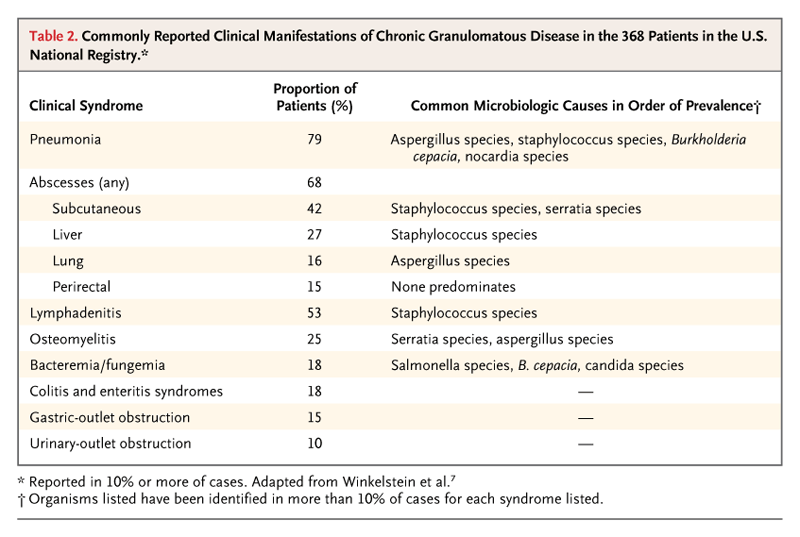 Table 2. Commonly Reported Clinical Manifestations of Chronic Granulomatous Disease in the 368 Patients in the U.S.
National Registry.*
Clinical Syndrome Proportion of Patients (%) Common Microbiologic Causes in Order of Prevalence†
Pneumonia 79 Aspergillus species, staphylococcus species, Burkholderia
cepacia, nocardia species
Abscesses (any) 68
Subcutaneous 42 Staphylococcus species, serratia species
Liver 27 Staphylococcus species
Lung 16 Aspergillus species
Perirectal 15 None predominates
Lymphadenitis 53 Staphylococcus species
Osteomyelitis 25 Serratia species, aspergillus species
Bacteremia/fungemia 18 Salmonella species, B. cepacia, candida species
Colitis and enteritis syndromes 18 —
Gastric-outlet obstruction 15 —
Urinary-outlet obstruction 10 —
* Reported in 10% or more of cases. Adapted from Winkelstein et al.7
† Organisms listed have been identified in more than 10% of cases for each syndrome listed.